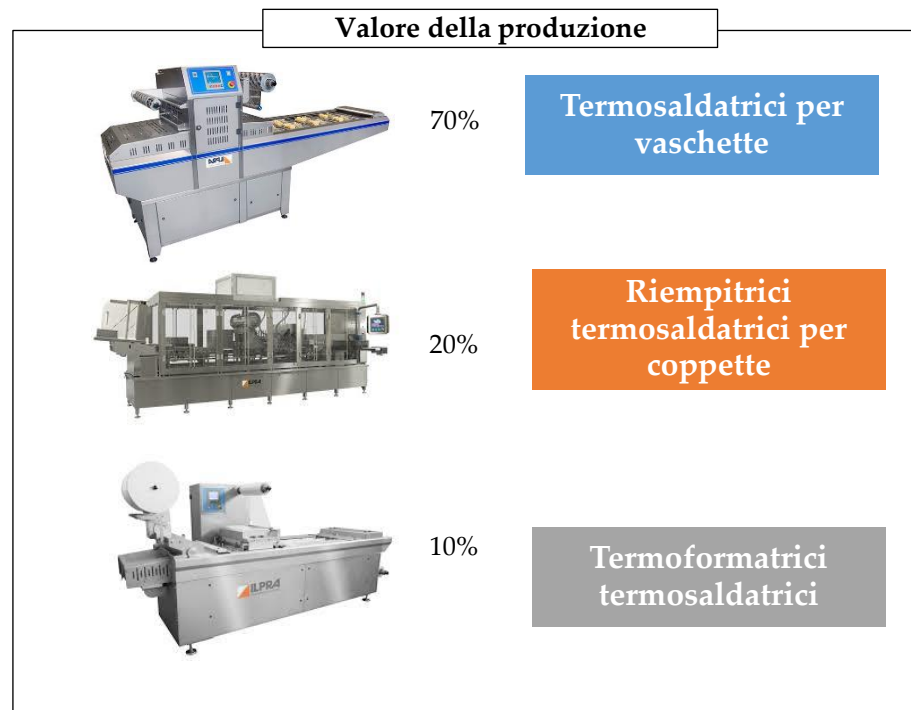 Valore della produzione
70%
Termosaldatrici per
vaschette
20%
Riempitrici
termosaldatrici per
coppette
10%
Termoformatrici
termosaldatrici
ILPRA